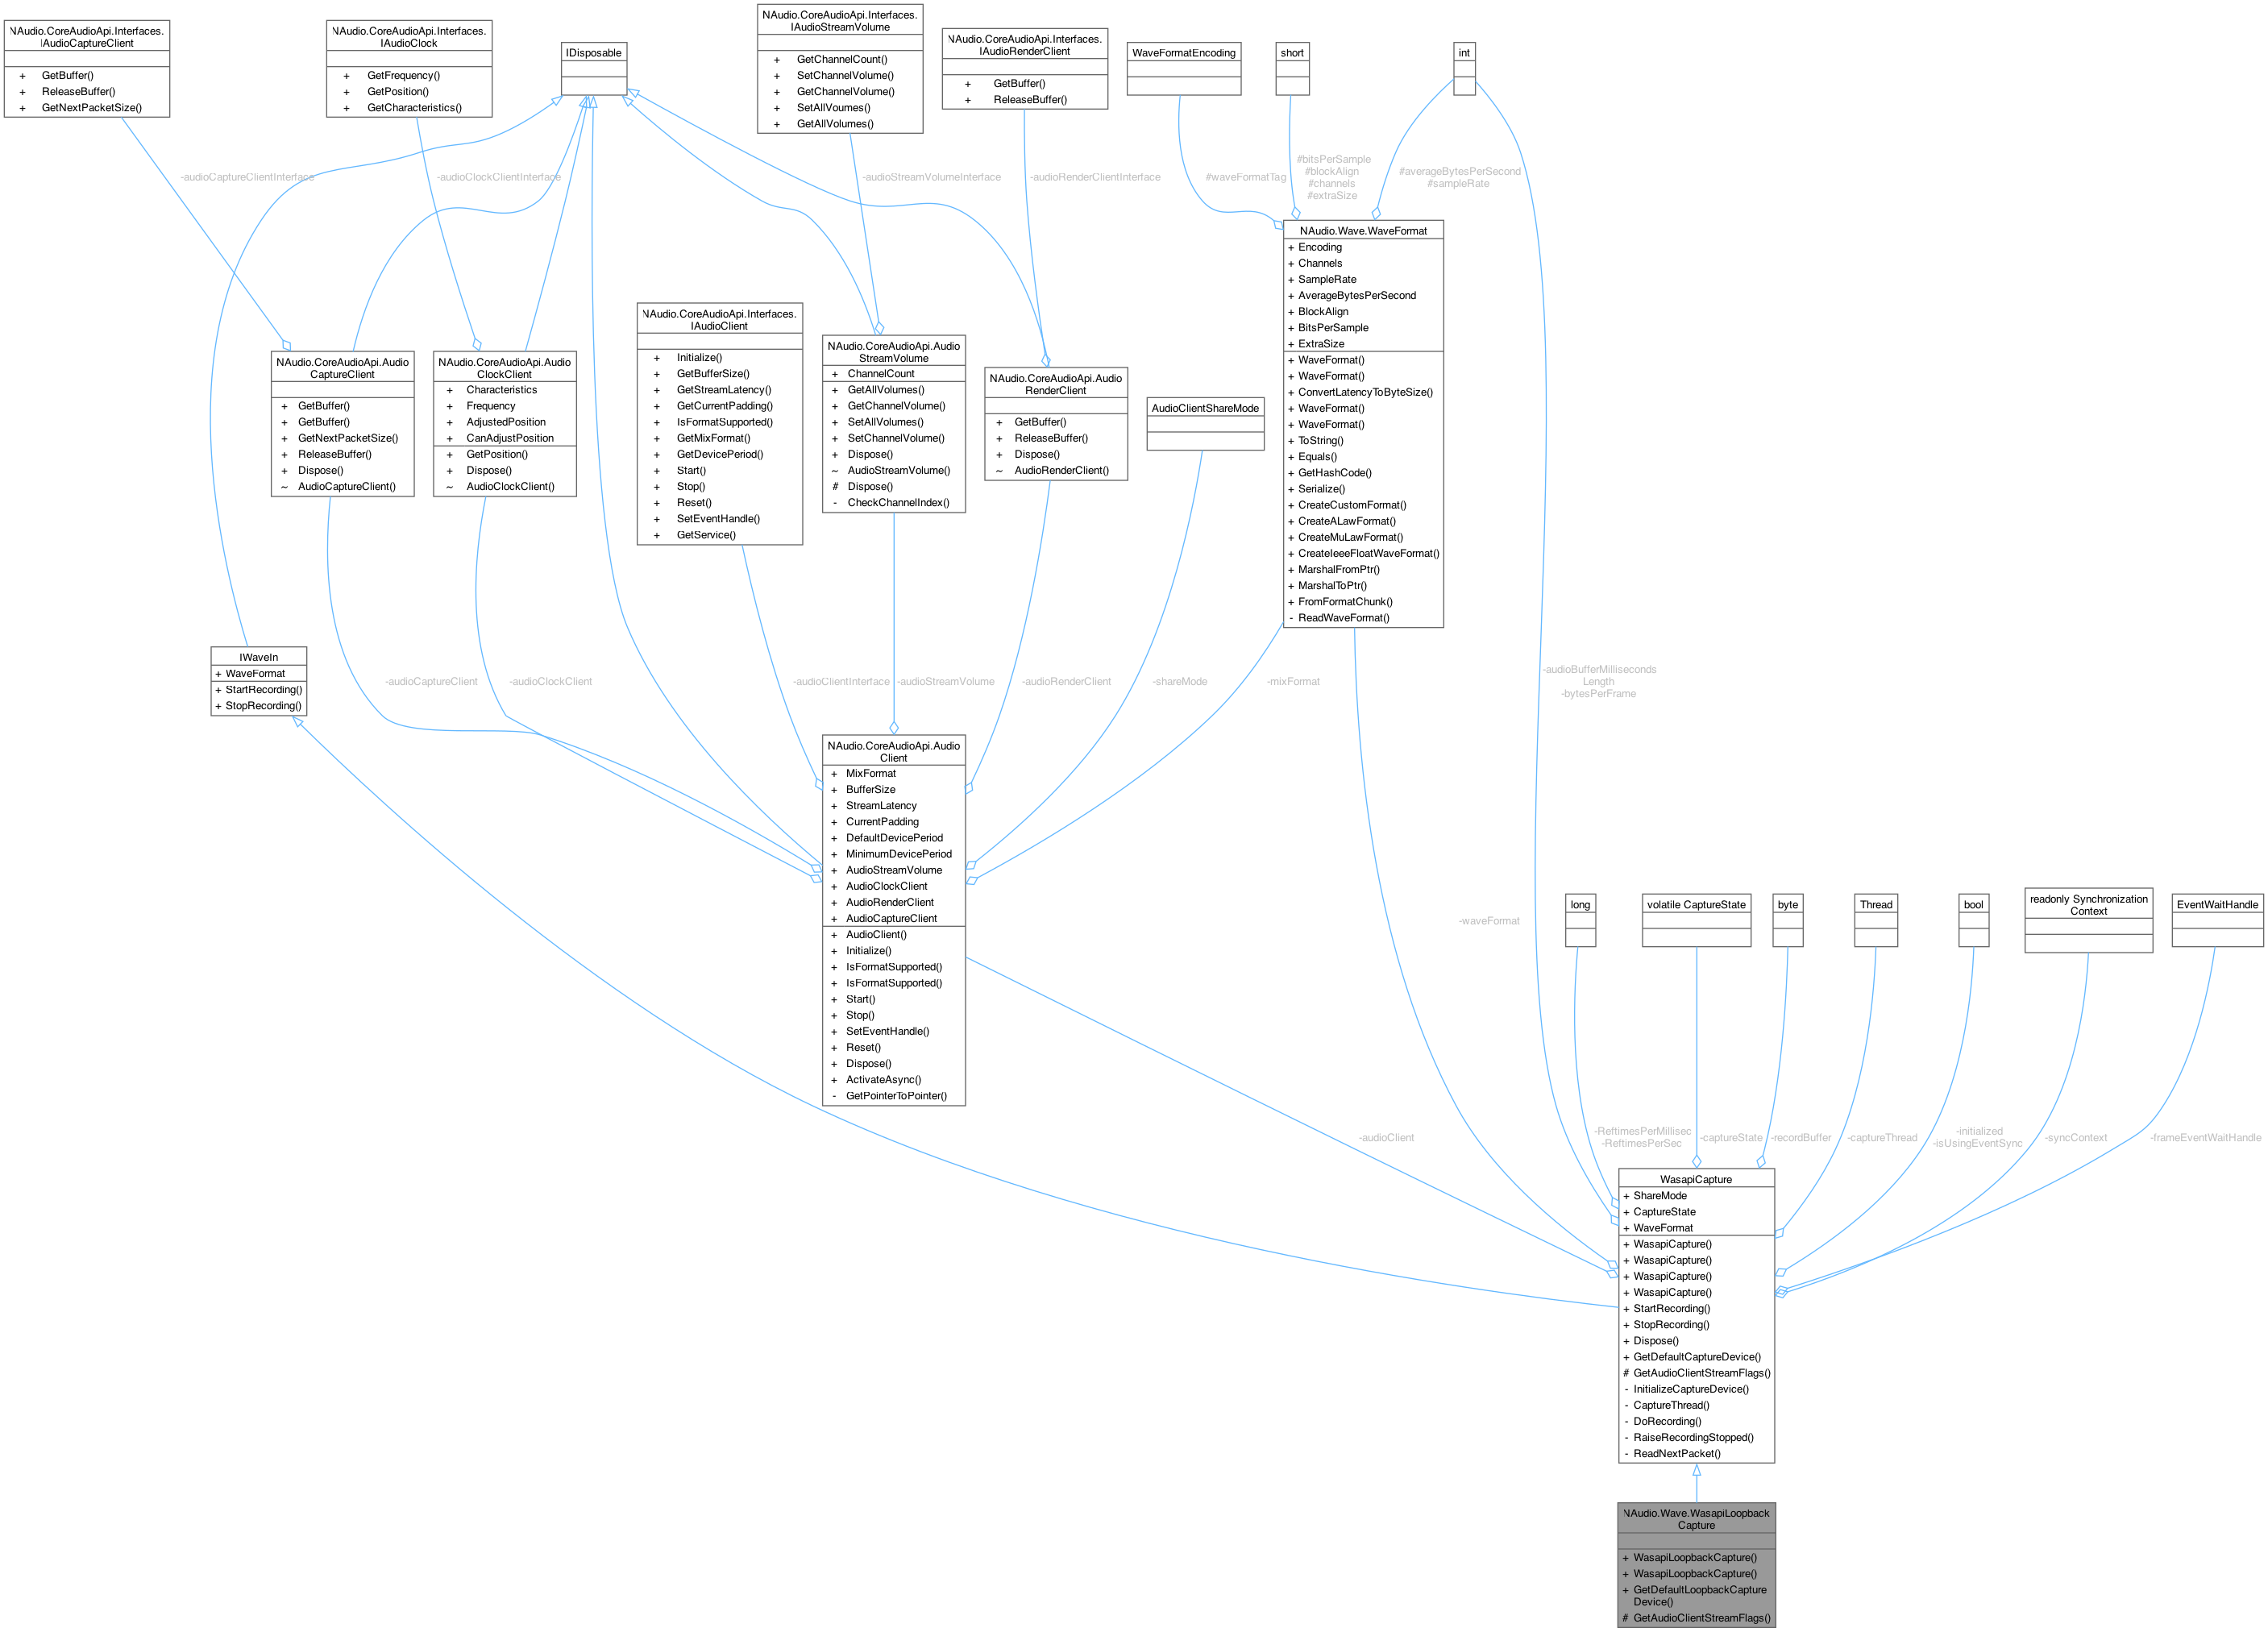 NAudio.CoreAudioApi.Interfaces.
IAudioCaptureClient
+ GetBuffer()
+ ReleaseBuffer()
+ GetNextPacketSize()
NAudio.CoreAudioApi.Interfaces.
IAudioClock
+ GetFrequency()
+ GetPosition()
+ GetCharacteristics()
IDisposable
NAudio.CoreAudioApi.Interfaces.
IAudioStreamVolume
+ GetChannelCount()
+ SetChannelVolume()
+ GetChannelVolume()
+ SetAllVoumes()
+ GetAllVolumes()
NAudio.CoreAudioApi.Interfaces.
IAudioRenderClient
+ GetBuffer()
+ ReleaseBuffer()
WaveFormatEncoding
short
int
-audioCaptureClientInterface
-audioClockClientInterface
-audioStreamVolumeInterface
-audioRenderClientInterface
#waveFormatTag
#bitsPerSample
#blockAlign
#channels
#extraSize
#averageBytesPerSecond
#sampleRate
NAudio.Wave.WaveFormat
+ Encoding
+ Channels
+ SampleRate
+ AverageBytesPerSecond
+ BlockAlign
+ BitsPerSample
+ ExtraSize
+ WaveFormat()
+ WaveFormat()
+ ConvertLatencyToByteSize()
+ WaveFormat()
+ WaveFormat()
+ ToString()
+ Equals()
+ GetHashCode()
+ Serialize()
+ CreateCustomFormat()
+ CreateALawFormat()
+ CreateMuLawFormat()
+ CreateIeeeFloatWaveFormat()
+ MarshalFromPtr()
+ MarshalToPtr()
+ FromFormatChunk()
- ReadWaveFormat()
NAudio.CoreAudioApi.Audio
CaptureClient
+ GetBuffer()
+ GetBuffer()
+ GetNextPacketSize()
+ ReleaseBuffer()
+ Dispose()
~ AudioCaptureClient()
NAudio.CoreAudioApi.Audio
ClockClient
+ Characteristics
+ Frequency
+ AdjustedPosition
+ CanAdjustPosition
+ GetPosition()
+ Dispose()
~ AudioClockClient()
NAudio.CoreAudioApi.Interfaces.
IAudioClient
+ Initialize()
+ GetBufferSize()
+ GetStreamLatency()
+ GetCurrentPadding()
+ IsFormatSupported()
+ GetMixFormat()
+ GetDevicePeriod()
+ Start()
+ Stop()
+ Reset()
+ SetEventHandle()
+ GetService()
NAudio.CoreAudioApi.Audio
StreamVolume
+ ChannelCount
+ GetAllVolumes()
+ GetChannelVolume()
+ SetAllVolumes()
+ SetChannelVolume()
+ Dispose()
~ AudioStreamVolume()
# Dispose()
- CheckChannelIndex()
NAudio.CoreAudioApi.Audio
RenderClient
+ GetBuffer()
+ ReleaseBuffer()
+ Dispose()
~ AudioRenderClient()
AudioClientShareMode
IWaveIn
+ WaveFormat
+ StartRecording()
+ StopRecording()
-audioCaptureClient
-audioClockClient
-audioClientInterface
-audioStreamVolume
-audioRenderClient
-shareMode
-mixFormat
-audioBufferMilliseconds
Length
-bytesPerFrame
NAudio.CoreAudioApi.Audio
Client
+ MixFormat
+ BufferSize
+ StreamLatency
+ CurrentPadding
+ DefaultDevicePeriod
+ MinimumDevicePeriod
+ AudioStreamVolume
+ AudioClockClient
+ AudioRenderClient
+ AudioCaptureClient
+ AudioClient()
+ Initialize()
+ IsFormatSupported()
+ IsFormatSupported()
+ Start()
+ Stop()
+ SetEventHandle()
+ Reset()
+ Dispose()
+ ActivateAsync()
- GetPointerToPointer()
-waveFormat
long
volatile CaptureState
byte
Thread
bool
readonly Synchronization
Context
EventWaitHandle
-audioClient
-ReftimesPerMillisec
-ReftimesPerSec
-captureState
-recordBuffer
-captureThread
-initialized
-isUsingEventSync
-syncContext
-frameEventWaitHandle
WasapiCapture
+ ShareMode
+ CaptureState
+ WaveFormat
+ WasapiCapture()
+ WasapiCapture()
+ WasapiCapture()
+ WasapiCapture()
+ StartRecording()
+ StopRecording()
+ Dispose()
+ GetDefaultCaptureDevice()
# GetAudioClientStreamFlags()
- InitializeCaptureDevice()
- CaptureThread()
- DoRecording()
- RaiseRecordingStopped()
- ReadNextPacket()
NAudio.Wave.WasapiLoopback
Capture
+ WasapiLoopbackCapture()
+ WasapiLoopbackCapture()
+ GetDefaultLoopbackCapture
Device()
# GetAudioClientStreamFlags()